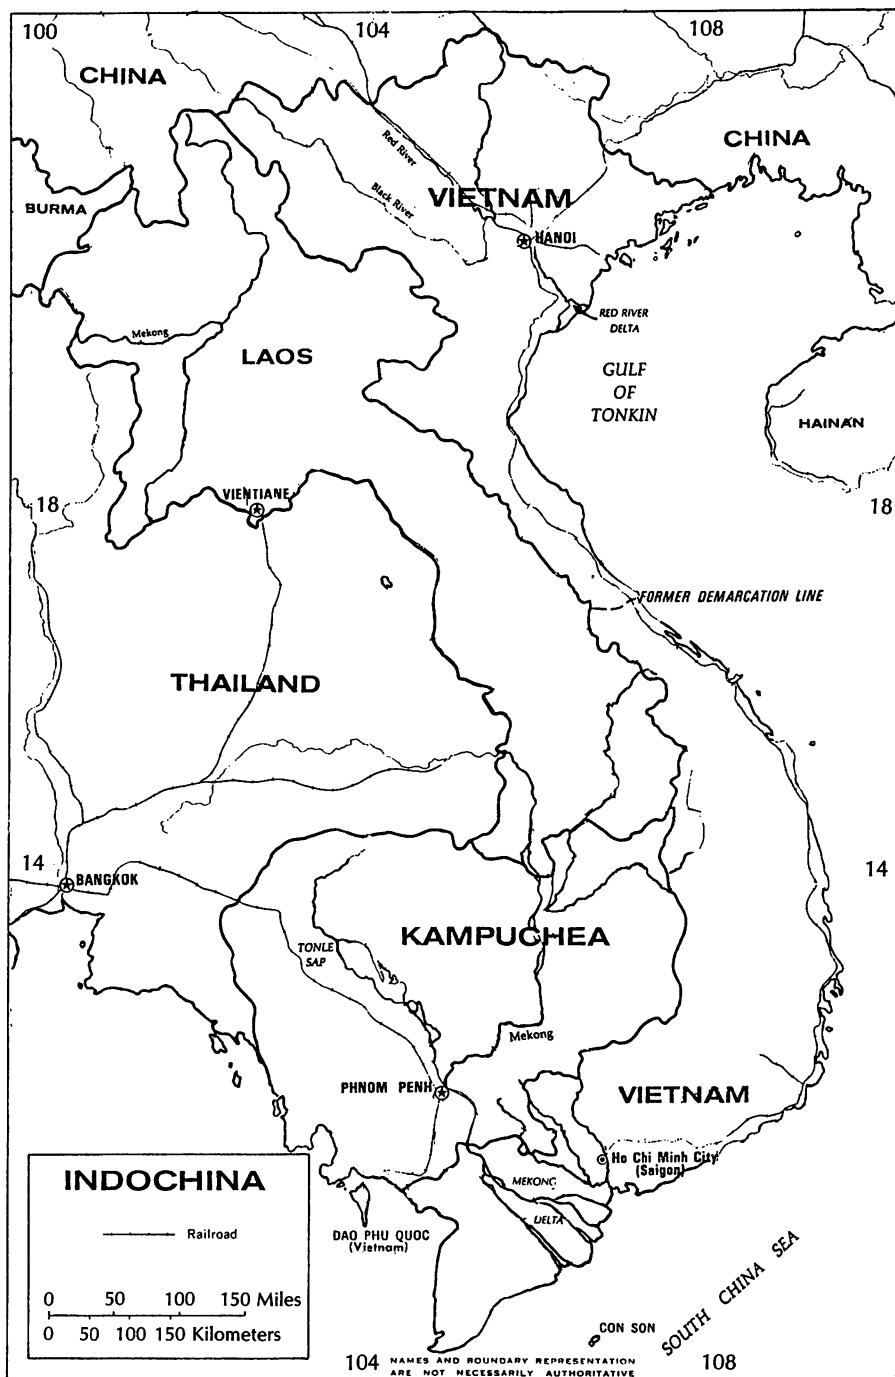 100
104
108
CHINA
CHINA
Red River
Black River
VIETNAM
BURMA
HANOI
Mekong
RED RIVER
DELTA
LAOS
GULF
OF
TONKIN
HAINAN
VIENTIANE
18
18
FORMER DEMARCATION LINE
THAILAND
14
14
BANGKOK
KAMPUCHEA
TONLE
SAP
Mekong
PHNOM PENH
VIETNAM
Ho Chi Minh City
(Saigon)
MEKONG
DELTA
INDOCHINA
Railroad
0 50 100 150 Miles
0 50 100 150 Kilometers
DAO PHU QUOC
(Vietnam)
SOUTH CHINA SEA
CON SON
104
108
NAMES AND BOUNDARY REPRESENTATION
ARE NOT NECESSARILY AUTHORITATIVE